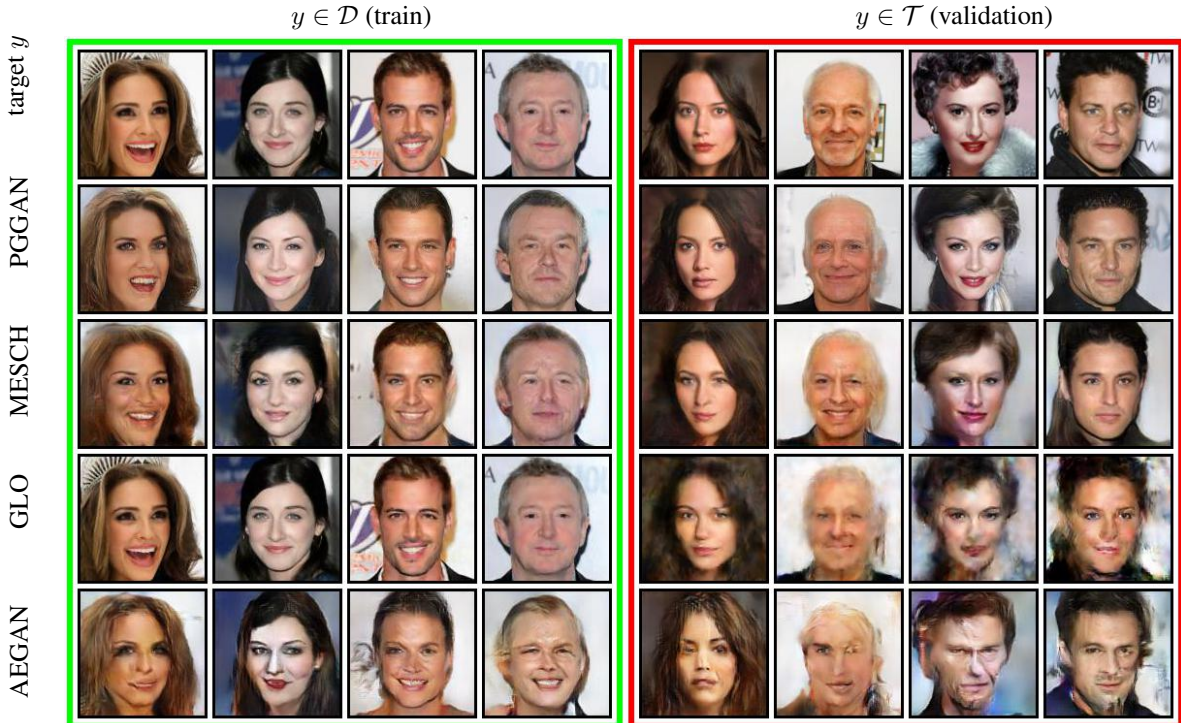 y ∈ D (train)
y ∈ T (validation)
target y
PGGAN
MESCH
GLO
AEGAN